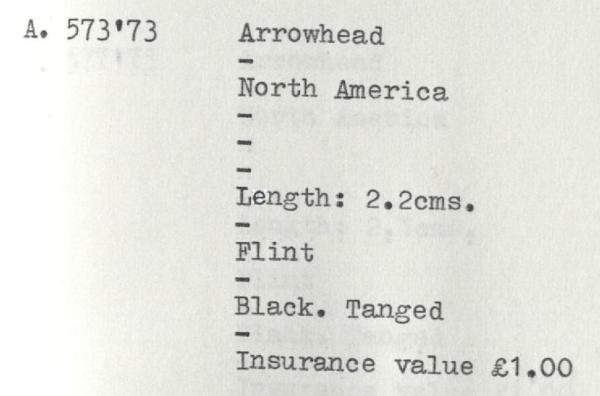 A. 573'73 Arrowhead
-
North America
-
-
-
Length: 2.2cms.
-
Flint
-
Black. Tanged
-
Insurance value £1.00